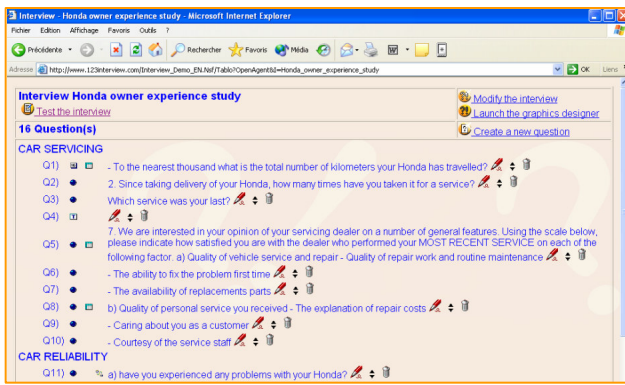 Interview - Honda owner experience study - Microsoft Internet Explorer
Fichier Edition Affichage Favoris Outils ?
Précédente Rechercher Favoris Média
Adresse http://www.123interview.com/Interview_Demo_EN.Nsf/Tablo?OpenAgent&I=Honda_owner_experience_study OK Liens
Interview Honda owner experience study
Test the interview
Modify the interview
Launch the graphics designer
16 Question(s)
Create a new question
CAR SERVICING
Q1) - To the nearest thousand what is the total number of kilometers your Honda has travelled?
Q2) 2. Since taking delivery of your Honda, how many times have you taken it for a service?
Q3) Which service was your last?
Q4)
7. We are interested in your opinion of your servicing dealer on a number of general features. Using the scale below,
Q5) please indicate how satisfied you are with the dealer who performed your MOST RECENT SERVICE on each of the
following factor. a) Quality of vehicle service and repair - Quality of repair work and routine maintenance
Q6) - The ability to fix the problem first time
Q7) - The availability of replacements parts
Q8) b) Quality of personal service you received - The explanation of repair costs
Q9) - Caring about you as a customer
Q10) - Courtesy of the service staff
CAR RELIABILITY
Q11) a) have you experienced any problems with your Honda?